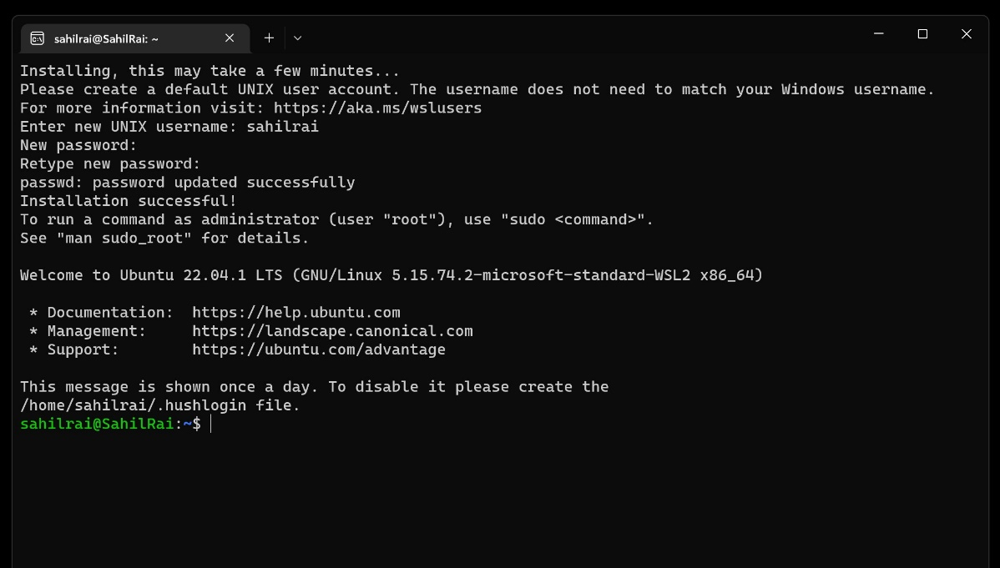 sahilrai@SahilRai: ~
Installing, this may take a few minutes...
Please create a default UNIX user account. The username does not need to match your Windows username.
For more information visit: https://aka.ms/wslusers
Enter new UNIX username: sahilrai
New password:
Retype new password:
passwd: password updated successfully
Installation successful!
To run a command as administrator (user "root"), use "sudo <command>".
See "man sudo_root" for details.
Welcome to Ubuntu 22.04.1 LTS (GNU/Linux 5.15.74.2-microsoft-standard-WSL2 x86_64)
* Documentation:  https://help.ubuntu.com
* Management:     https://landscape.canonical.com
* Support:        https://ubuntu.com/advantage
This message is shown once a day. To disable it please create the
/home/sahilrai/.hushlogin file.
sahilrai@SahilRai:~$